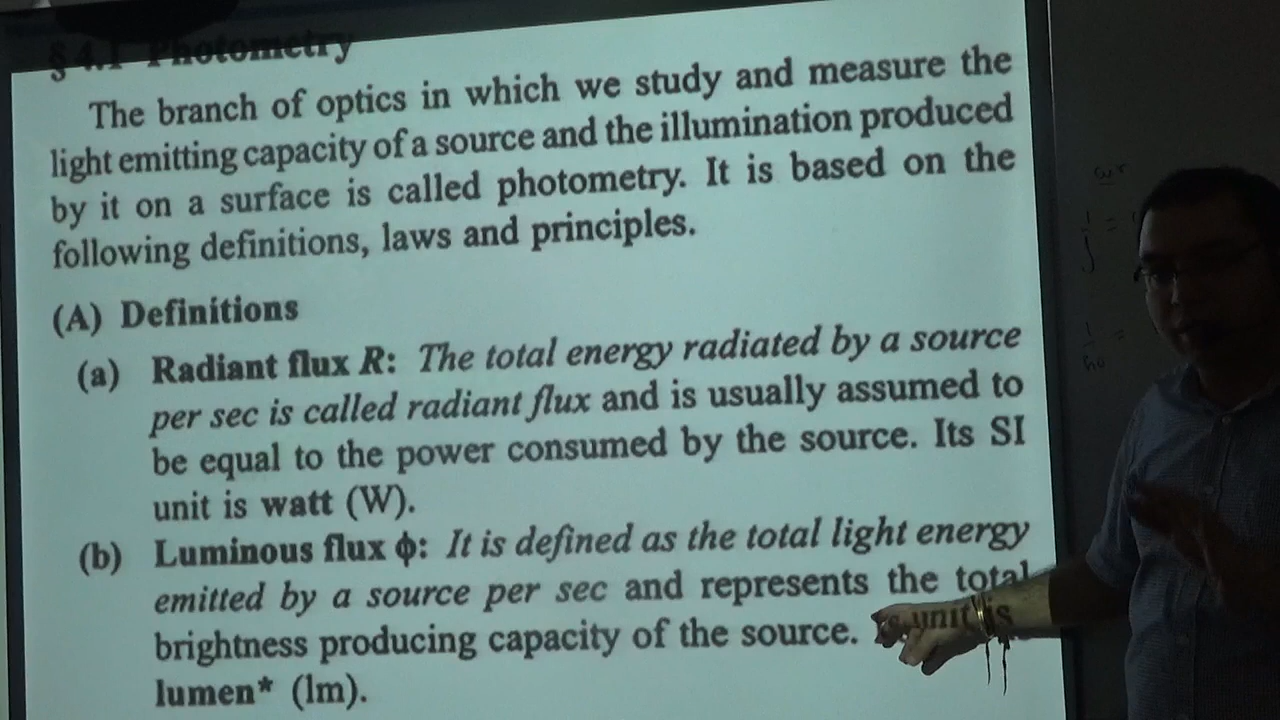 § 4.1 Photometry
The branch of optics in which we study and measure the
light emitting capacity of a source and the illumination produced
by it on a surface is called photometry. It is based on the
following definitions, laws and principles.
(A) Definitions
(a) Radiant flux R: The total energy radiated by a source
per sec is called radiant flux and is usually assumed to
be equal to the power consumed by the source. Its SI
unit is watt (W).
(b) Luminous flux ϕ: It is defined as the total light energy
emitted by a source per sec and represents the total
brightness producing capacity of the source. unit is
lumen* (lm).